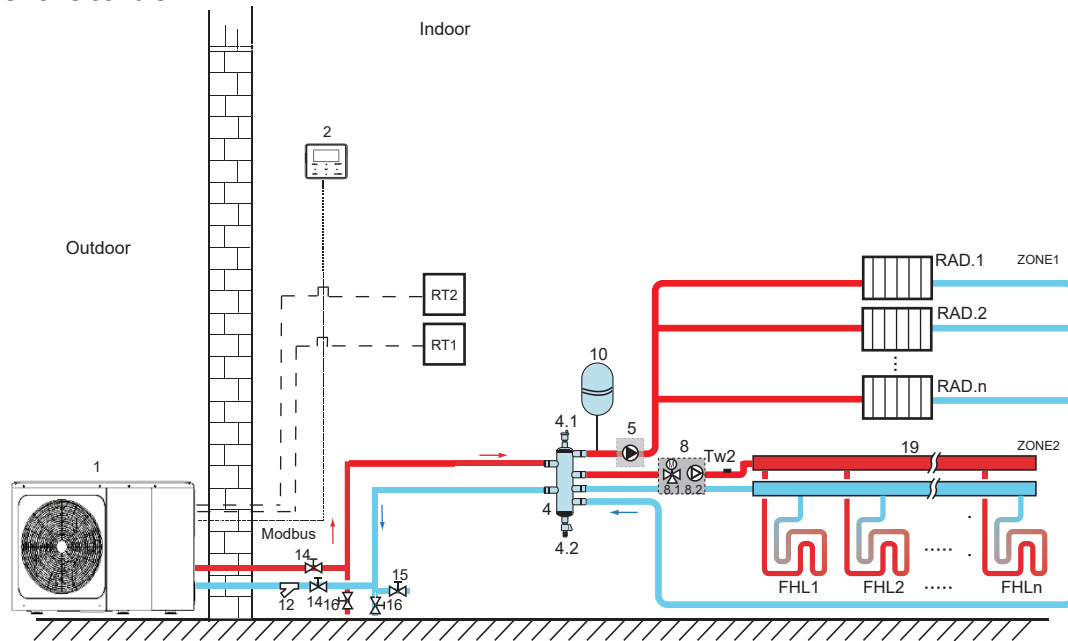 Indoor
2
Outdoor
RT2
RT1
RAD.1
ZONE1
RAD.2
RAD.n
10
4.1
5
8
Tw2
19
ZONE2
1
8.1
8.2
4
4.2
Modbus
14
12
14
16
16
15
FHL1
FHL2
FHLn